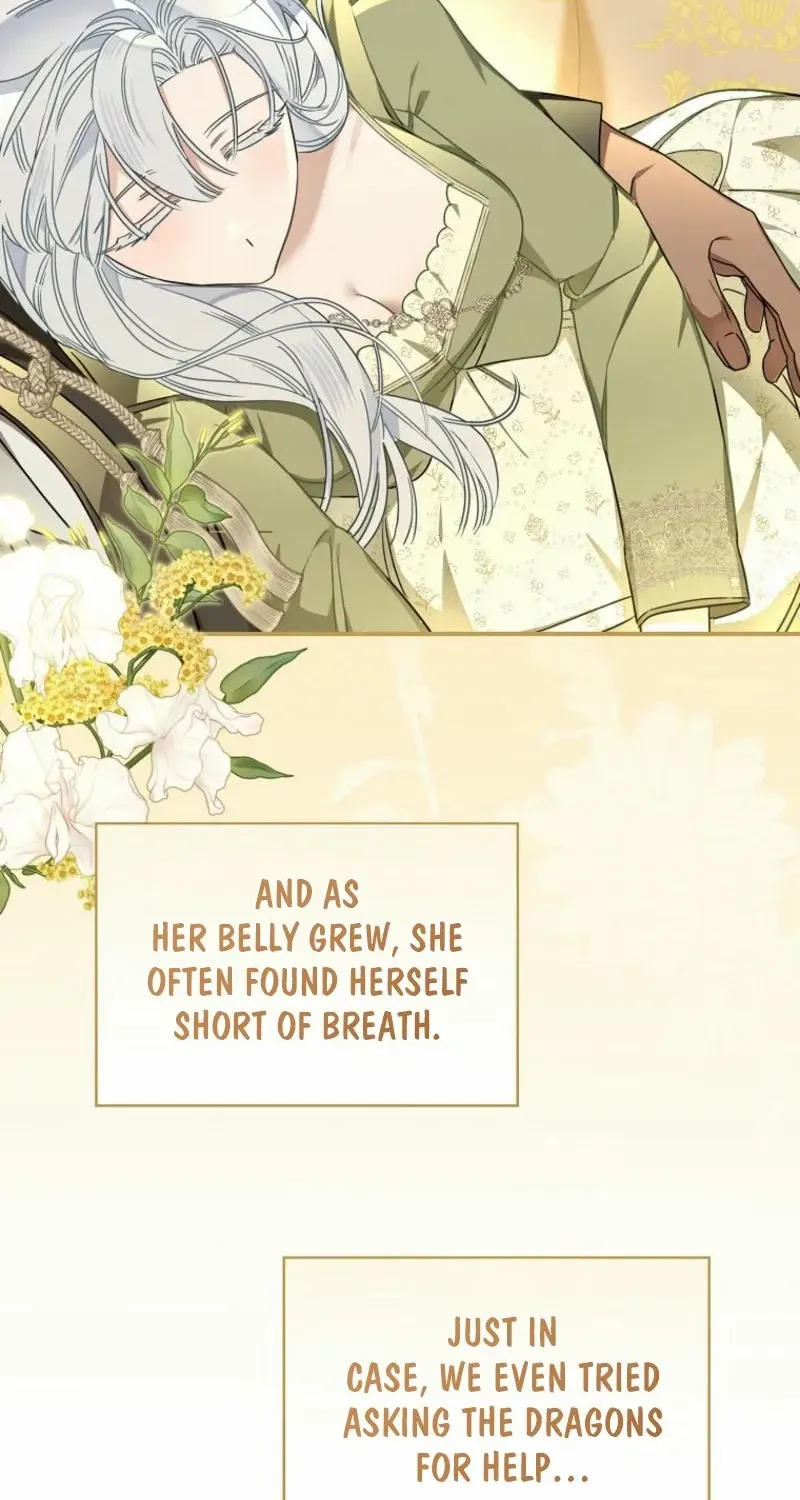 AND AS
HER BELLY GREW, SHE
OFTEN FOUND HERSELF
SHORT OF BREATH.
JUST IN
CASE, WE EVEN TRIED
ASKING THE DRAGONS
FOR HELP...